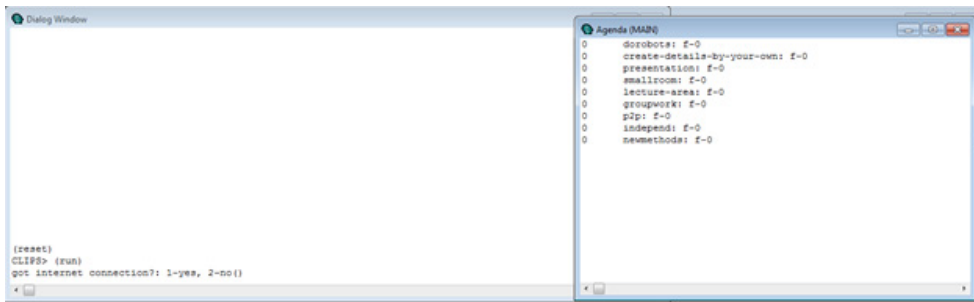 Dialog Window
(reset)
CLIPS> (run)
got internet connection?: 1-yes, 2-no()
Agenda (MAIN)
0 dorobots: f-0
0 create-details-by-your-own: f-0
0 presentation: f-0
0 smallroom: f-0
0 lecture-area: f-0
0 groupwork: f-0
0 p2p: f-0
0 independ: f-0
0 newmethods: f-0